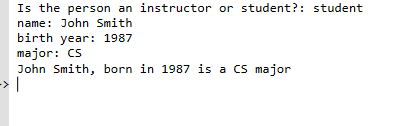 Is the person an instructor or student?: student
name: John Smith
birth year: 1987
major: CS
John Smith, born in 1987 is a CS major
>